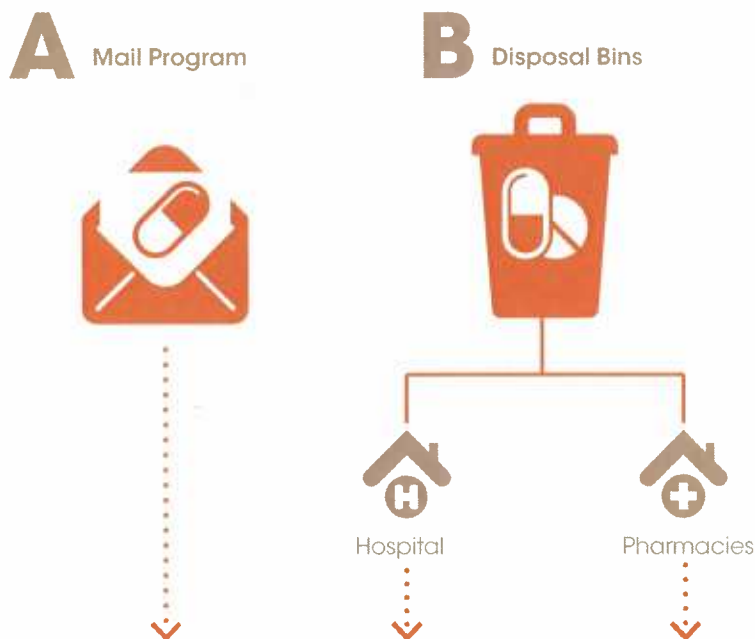 A Mail Program
B Disposal Bins
H
Hospital
Pharmacies